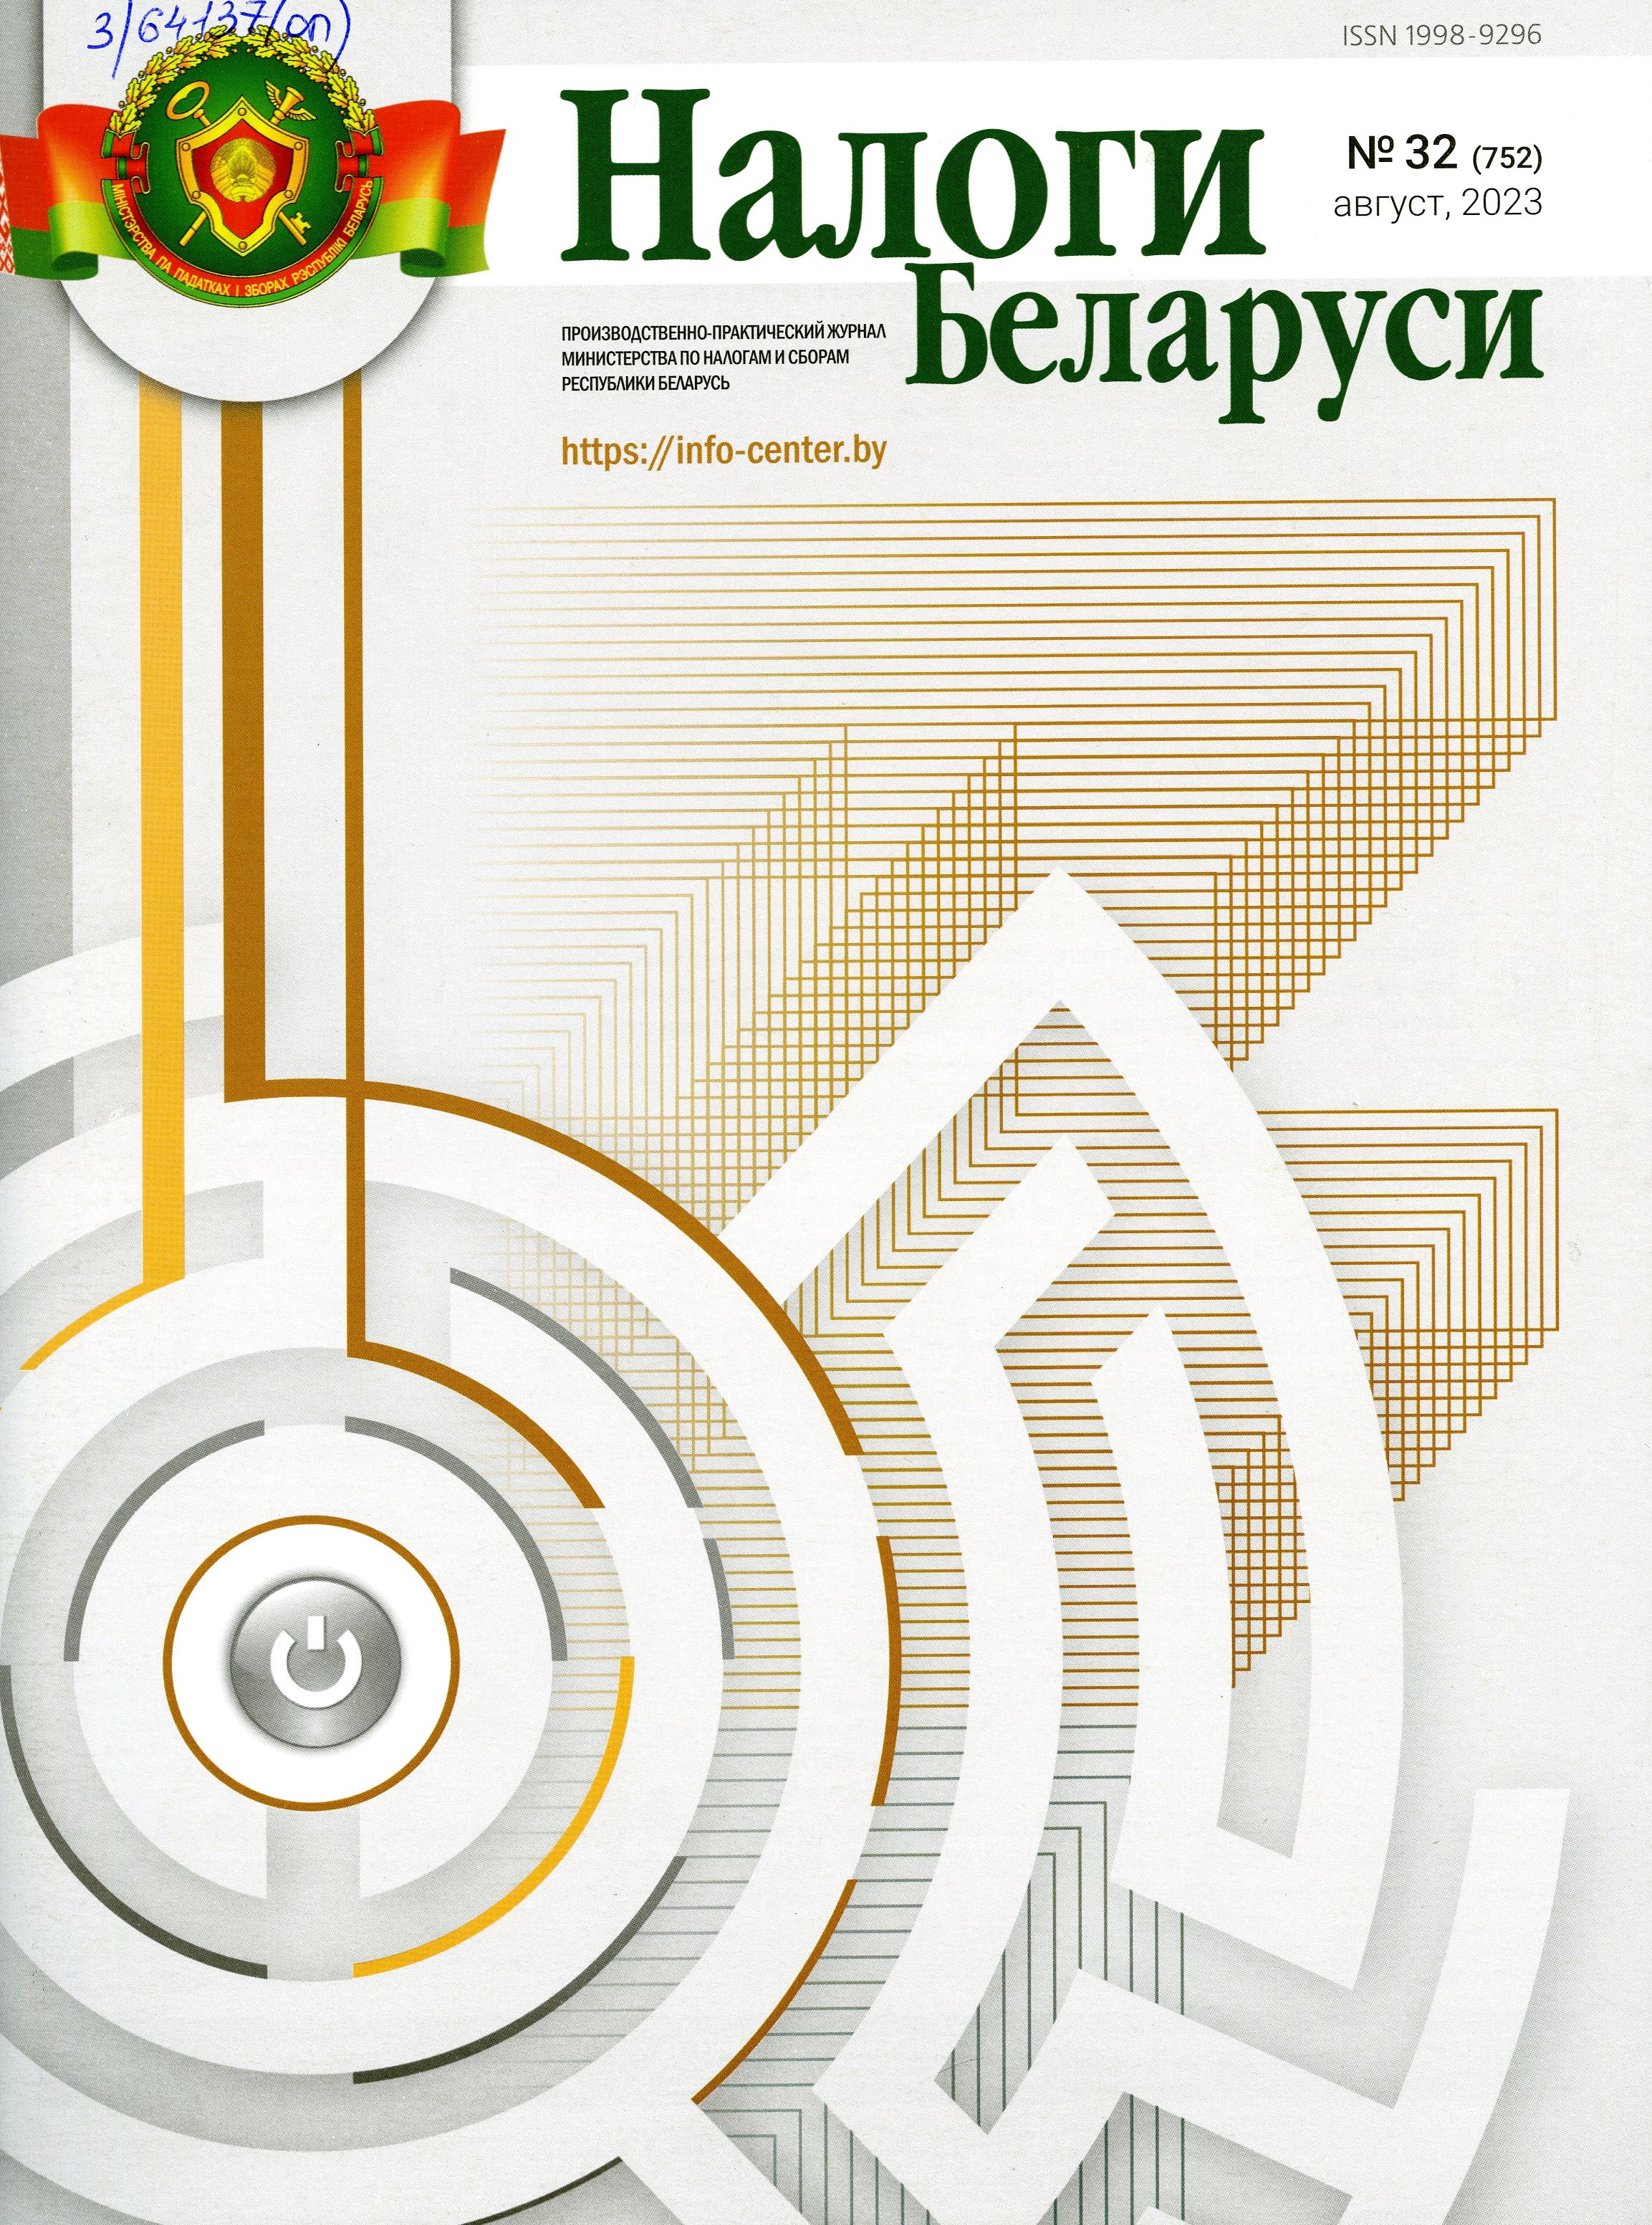 3/64137(оп)
ISSN 1998-9296
Налоги
Беларуси
№ 32 (752)
август, 2023
МІНІСТЭРСТВА ПА ПАДАТКАХ І ЗБОРАХ РЭСПУБЛІКІ БЕЛАРУСЬ
ПРОИЗВОДСТВЕННО-ПРАКТИЧЕСКИЙ ЖУРНАЛ
МИНИСТЕРСТВА ПО НАЛОГАМ И СБОРАМ
РЕСПУБЛИКИ БЕЛАРУСЬ
https://info-center.by